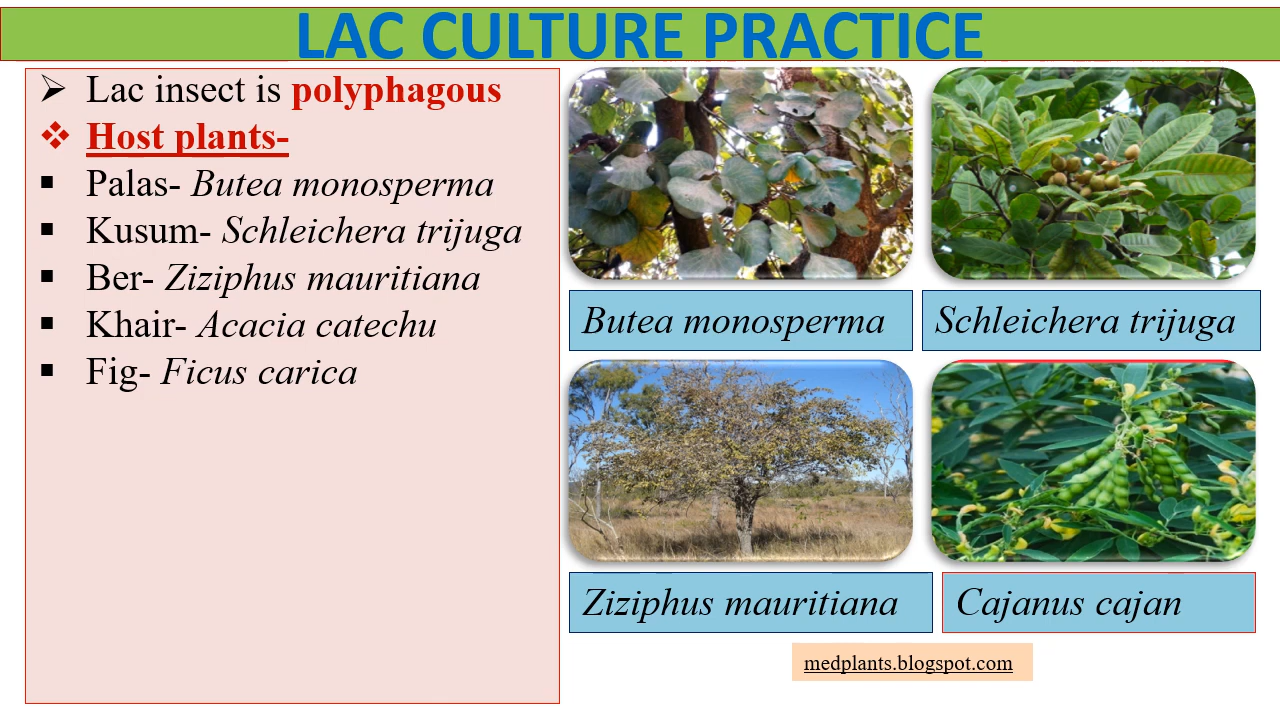 LAC CULTURE PRACTICE
➢ Lac insect is polyphagous
❖ Host plants-
▪ Palas- Butea monosperma
▪ Kusum- Schleichera trijuga
▪ Ber- Ziziphus mauritiana
▪ Khair- Acacia catechu
▪ Fig- Ficus carica
Butea monosperma
Schleichera trijuga
Ziziphus mauritiana
Cajanus cajan
medplants.blogspot.com